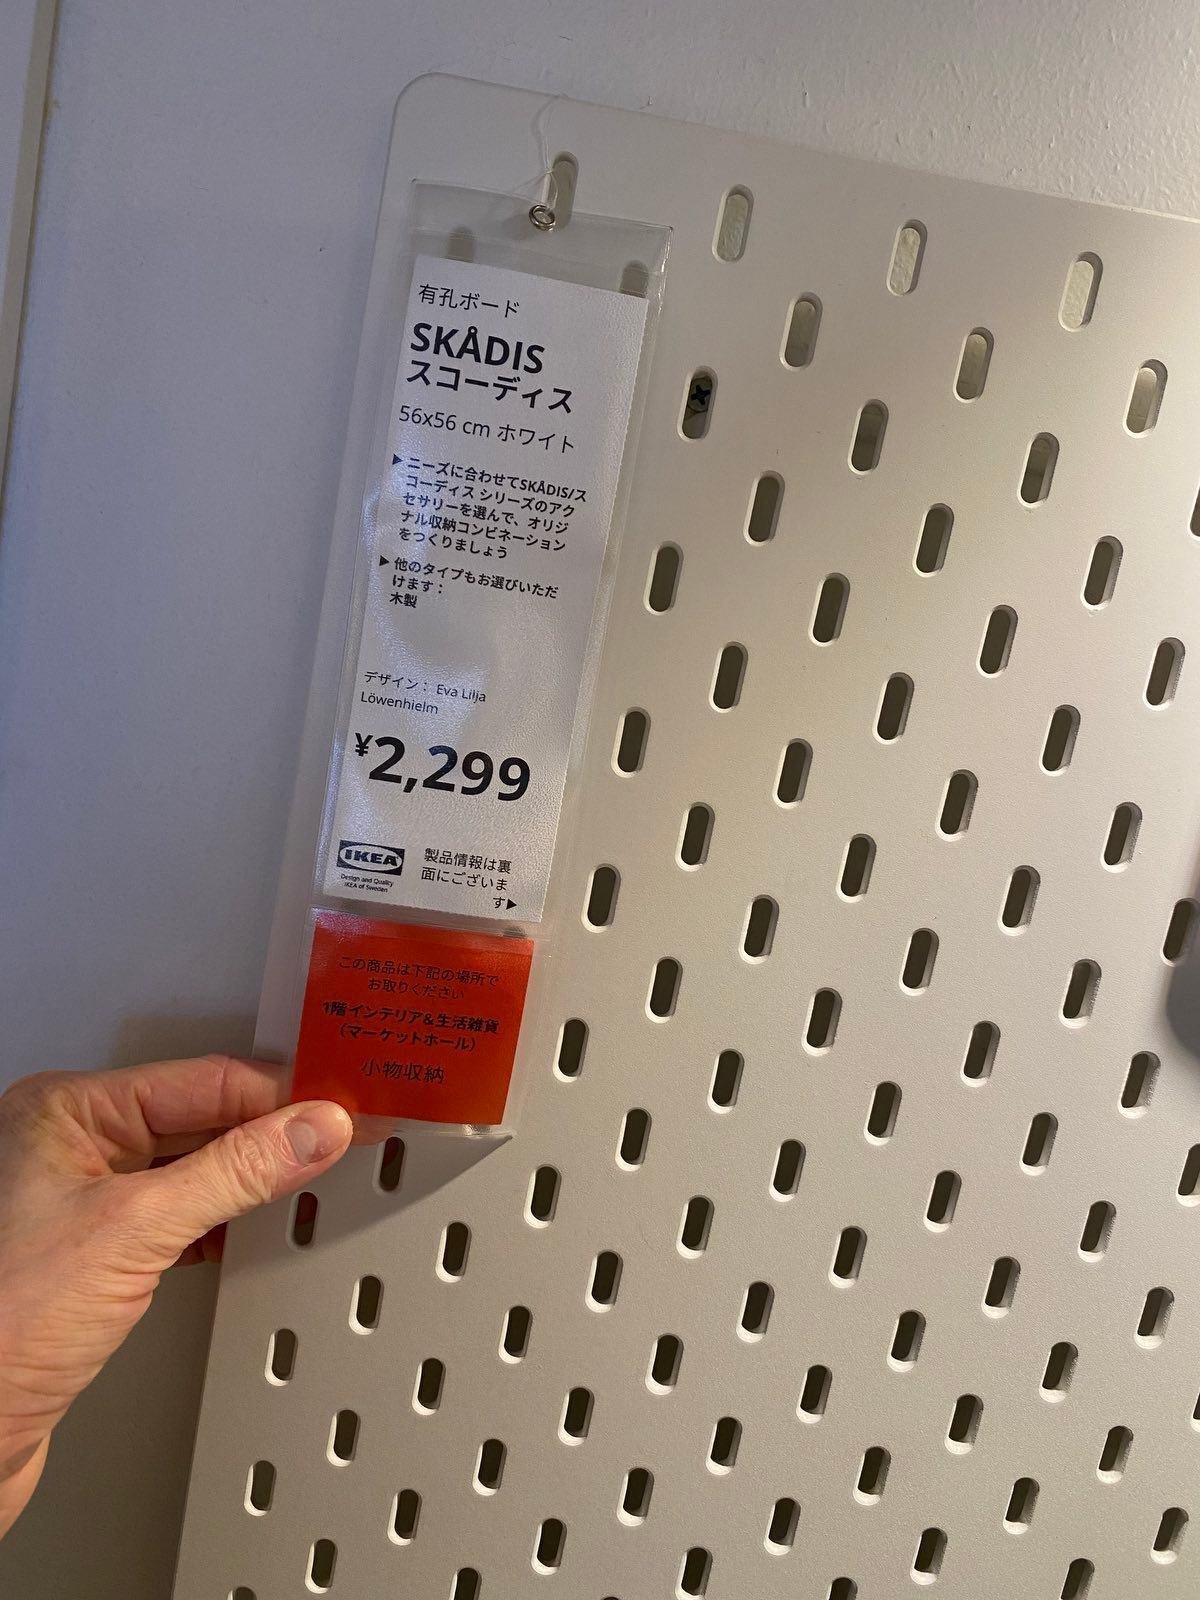 有孔ボード
SKÅDIS
スコーディス
56x56 cm ホワイト
▶ニーズに合わせてSKÅDIS/ス
コーディス シリーズのアク
セサリーを選んで、オリジ
ナル収納コンビネーション
をつくりましょう
▶他のタイプもお選びいただ
けます：
木製
デザイン： Eva Lilja
Löwenhielm
¥2,299
IKEA
Design and Quality
IKEA of Sweden
製品情報は裏
面にございま
す▶
この商品は下記の場所で
お取りください
1階 インテリア&生活雑貨
（マーケットホール）
小物収納